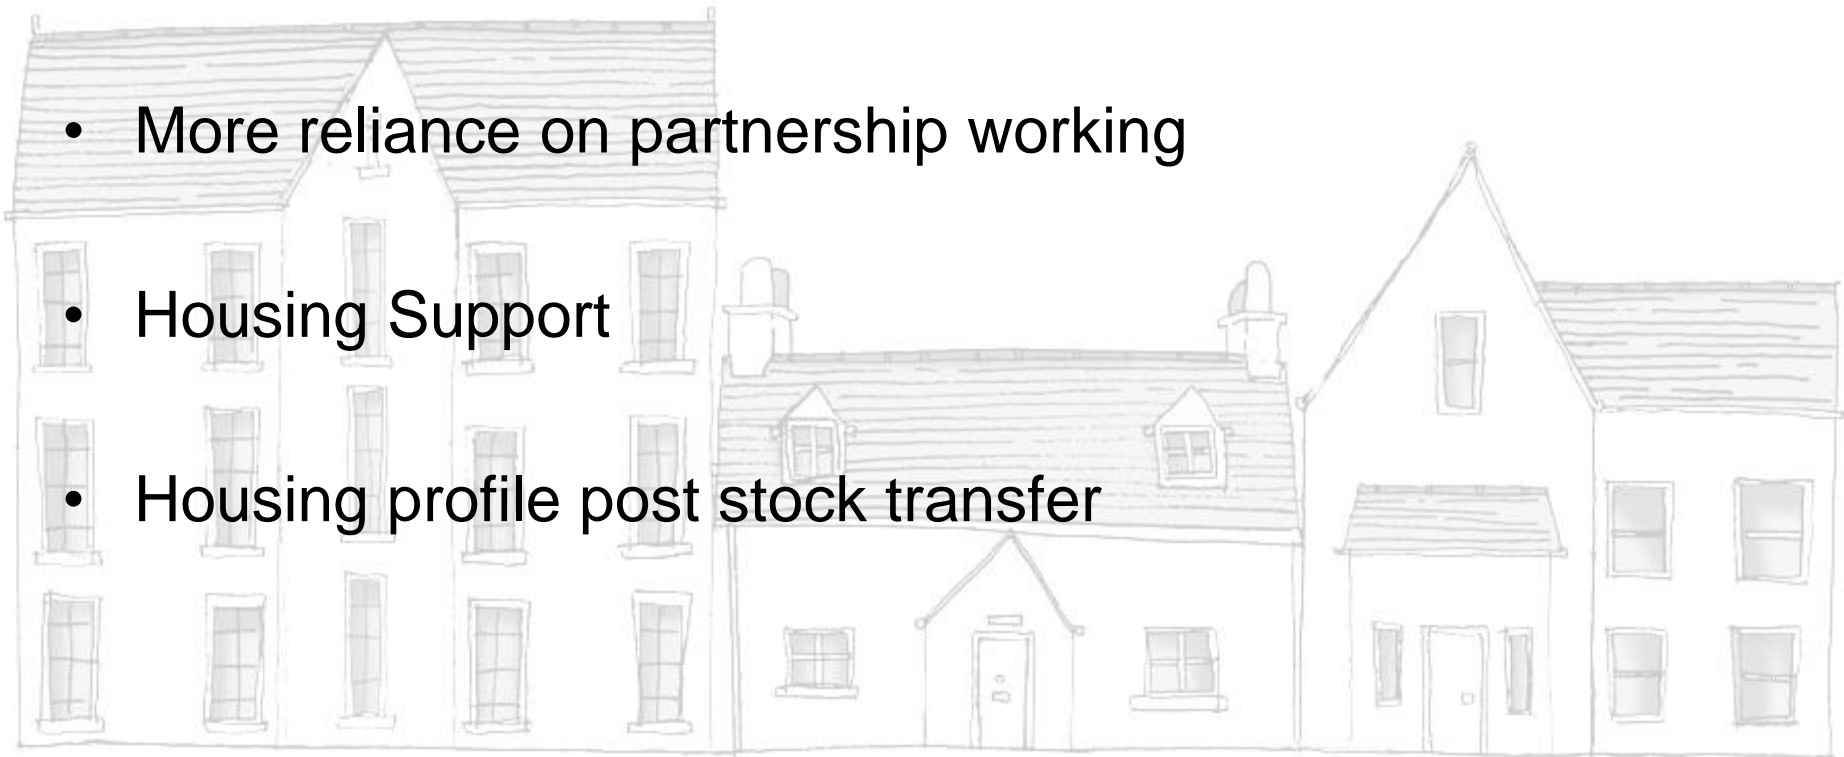 • More reliance on partnership working
• Housing Support
• Housing profile post stock transfer